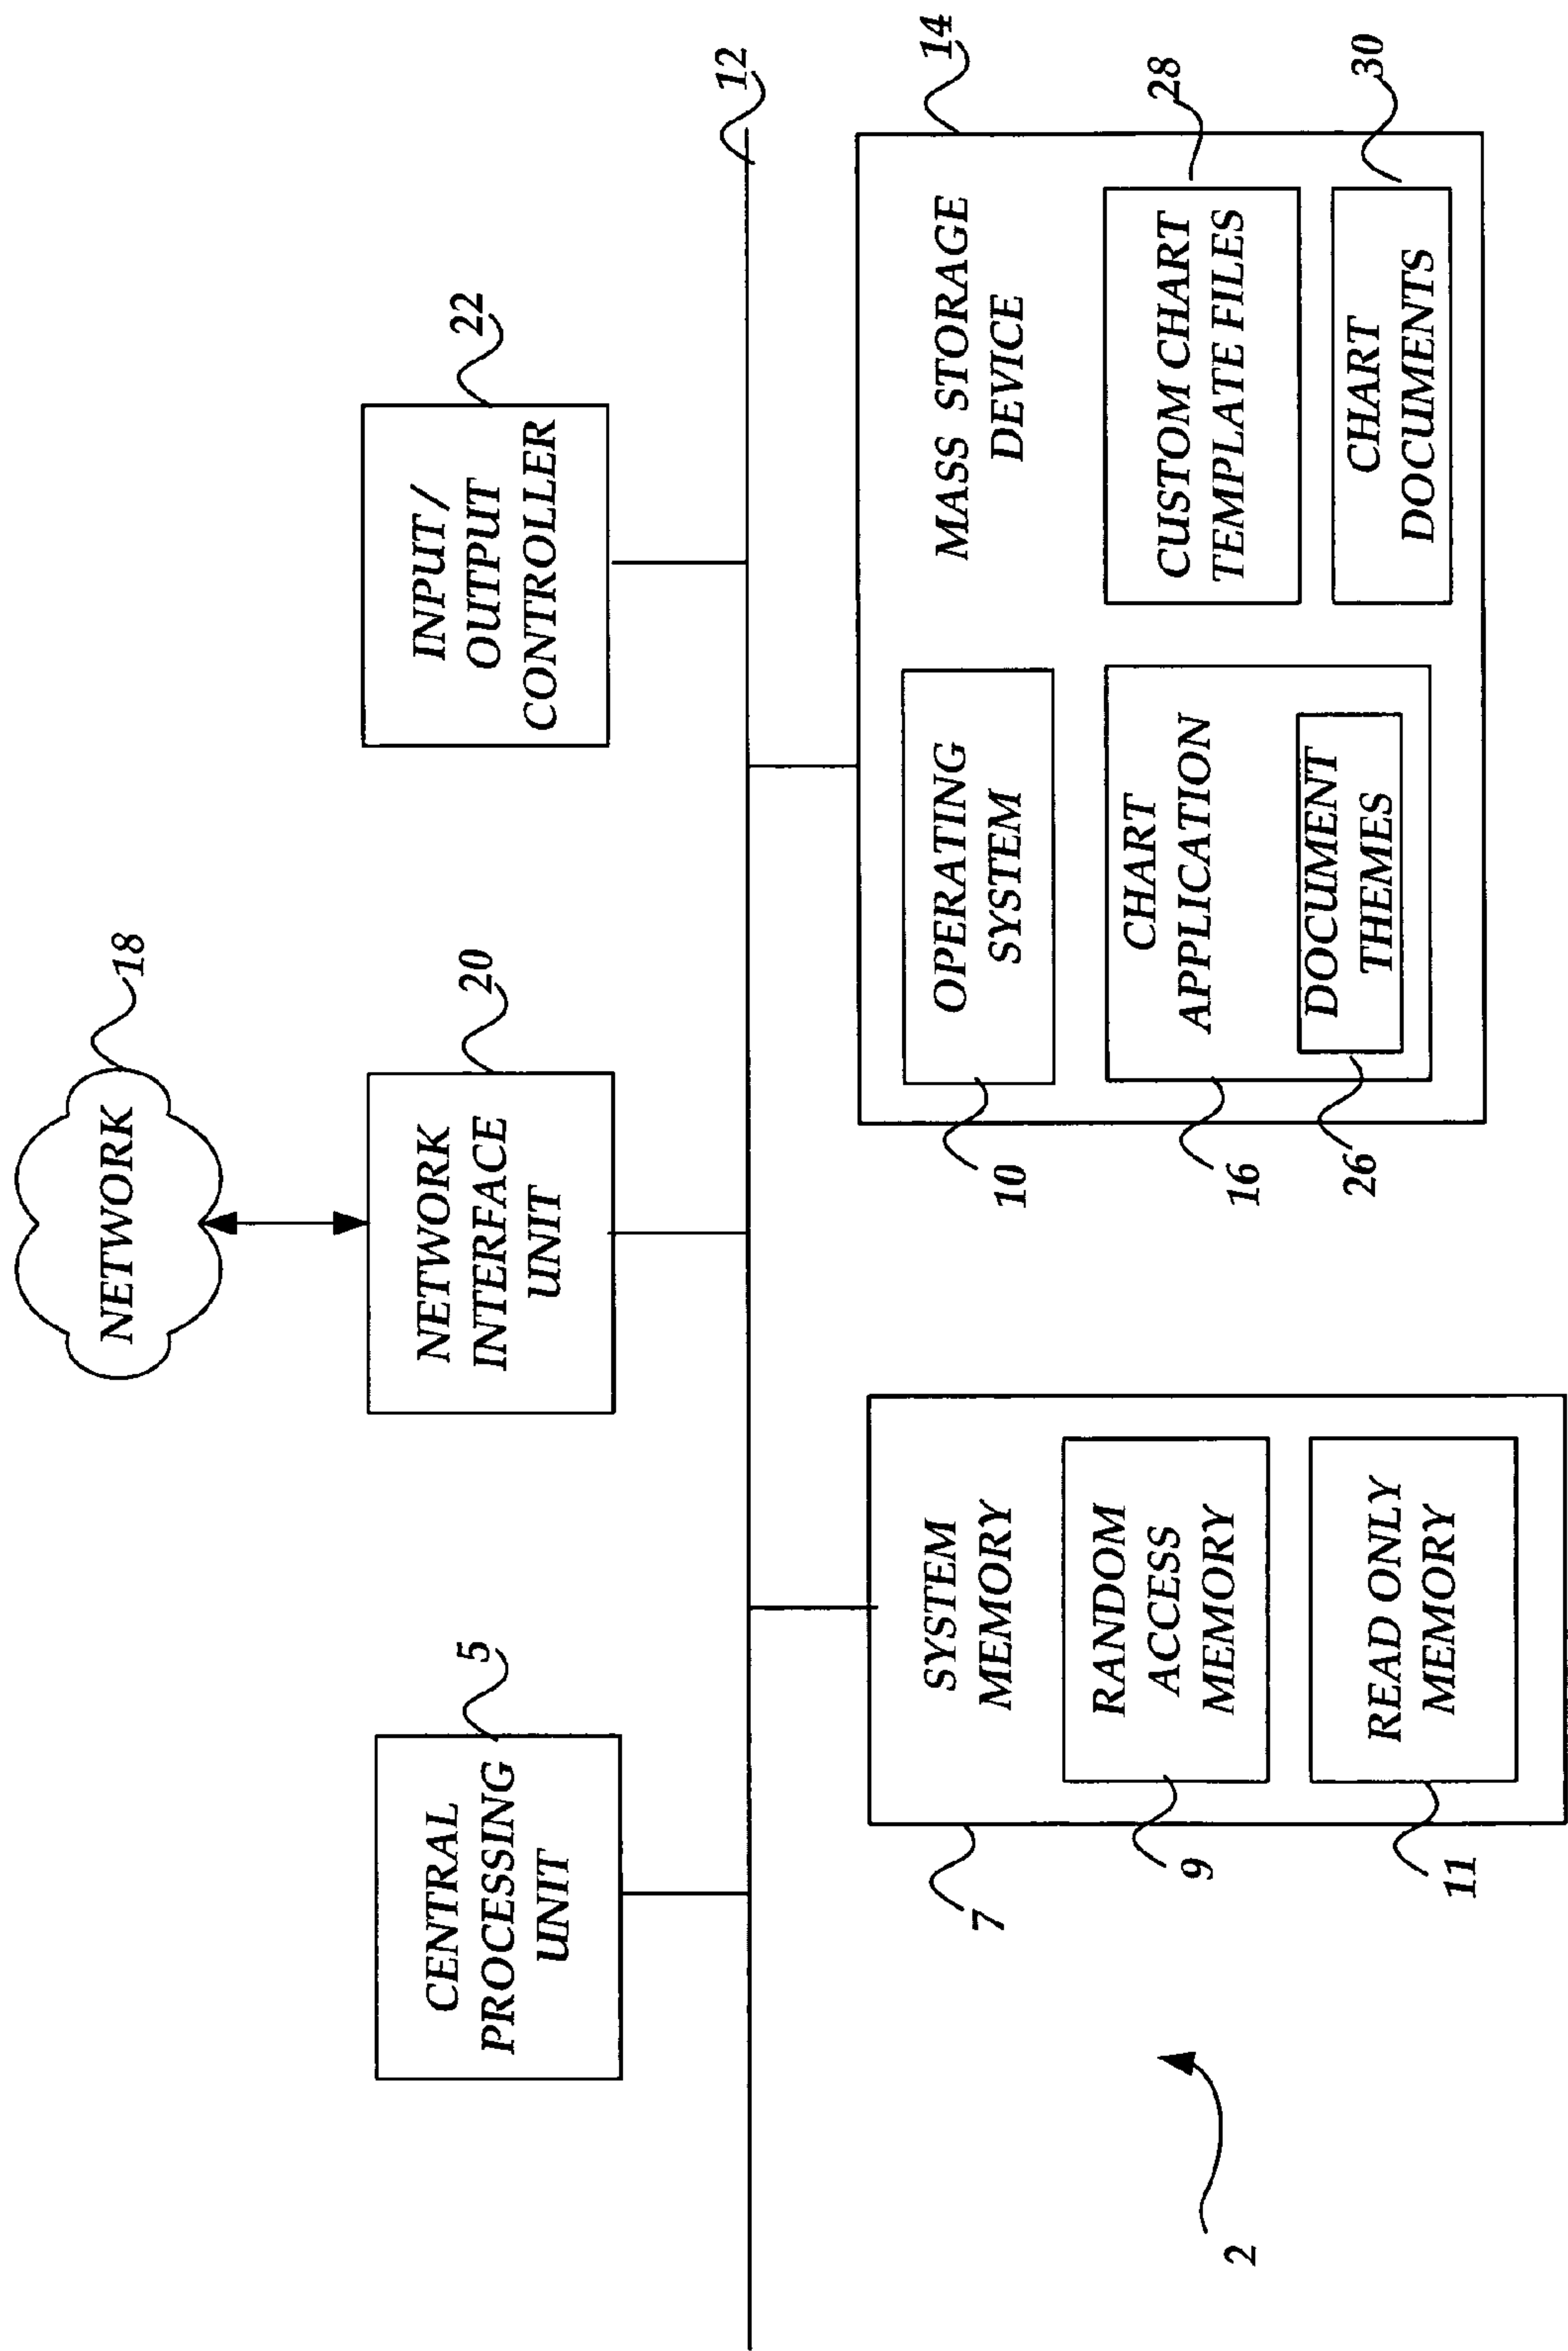 NETWORK
18
CENTRAL
PROCESSING
UNIT
5
NETWORK
INTERFACE
UNIT
20
INPUT/
OUTPUT
CONTROLLER
22
12
SYSTEM
MEMORY
7
RANDOM
ACCESS
MEMORY
9
READ ONLY
MEMORY
11
MASS STORAGE
DEVICE
14
OPERATING
SYSTEM
10
CHART
APPLICATION
16
DOCUMENT
THEMES
26
CUSTOM CHART
TEMPLATE FILES
28
CHART
DOCUMENTS
30
2